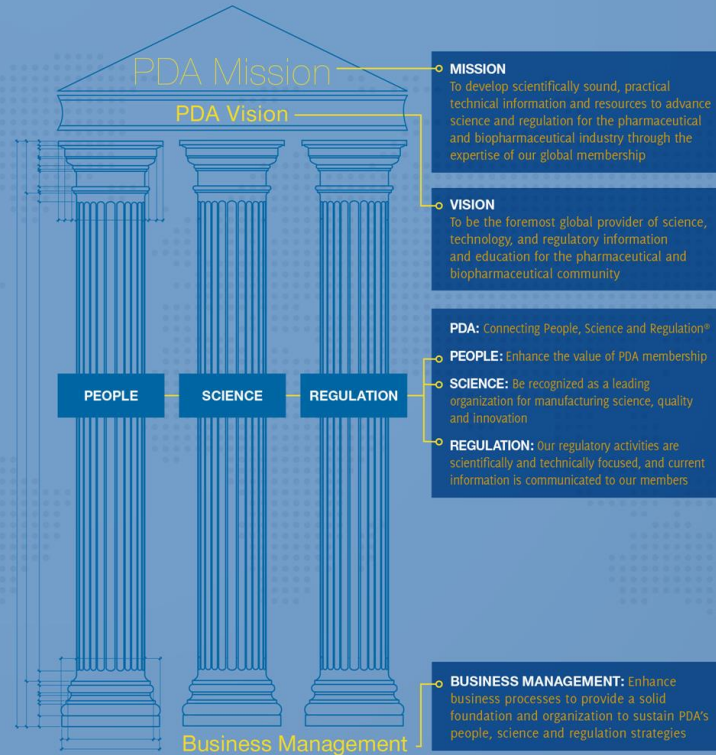 PDA Mission
PDA Vision
MISSION
To develop scientifically sound, practical
technical information and resources to advance
science and regulation for the pharmaceutical
and biopharmaceutical industry through the
expertise of our global membership
VISION
To be the foremost global provider of science,
technology, and regulatory information
and education for the pharmaceutical and
biopharmaceutical community
PEOPLE
SCIENCE
REGULATION
PDA: Connecting People, Science and Regulation®
PEOPLE: Enhance the value of PDA membership
SCIENCE: Be recognized as a leading
organization for manufacturing science, quality
and innovation
REGULATION: Our regulatory activities are
scientifically and technically focused, and current
information is communicated to our members
Business Management
BUSINESS MANAGEMENT: Enhance
business processes to provide a solid
foundation and organization to sustain PDA's
people, science and regulation strategies